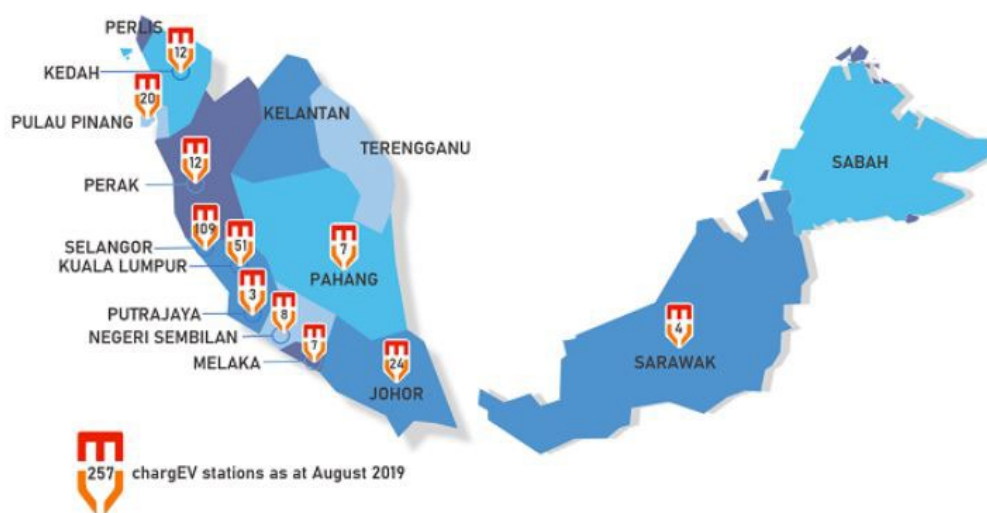 PERLIS
12
KEDAH
20
PULAU PINANG
KELANTAN
TERENGGANU
12
PERAK
109
SELANGOR
51
KUALA LUMPUR
7
PAHANG
3
PUTRAJAYA
8
NEGERI SEMBILAN
7
MELAKA
24
JOHOR
SABAH
4
SARAWAK
257 chargEV stations as at August 2019